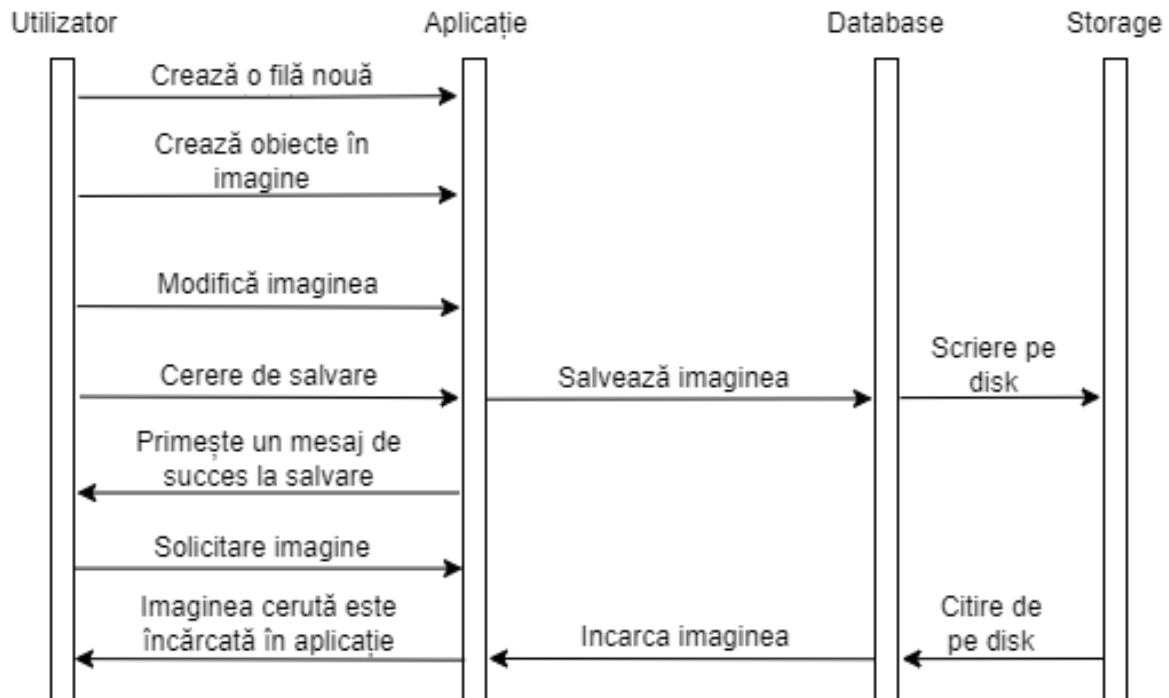 Utilizator
Aplicație
Database
Storage
Crează o filă nouă
Crează obiecte în
imagine
Modifică imaginea
Cerere de salvare
Salvează imaginea
Scriere pe
disk
Primește un mesaj de
succes la salvare
Solicitare imagine
Imaginea cerută este
încărcată în aplicație
Incarca imaginea
Citire de
pe disk